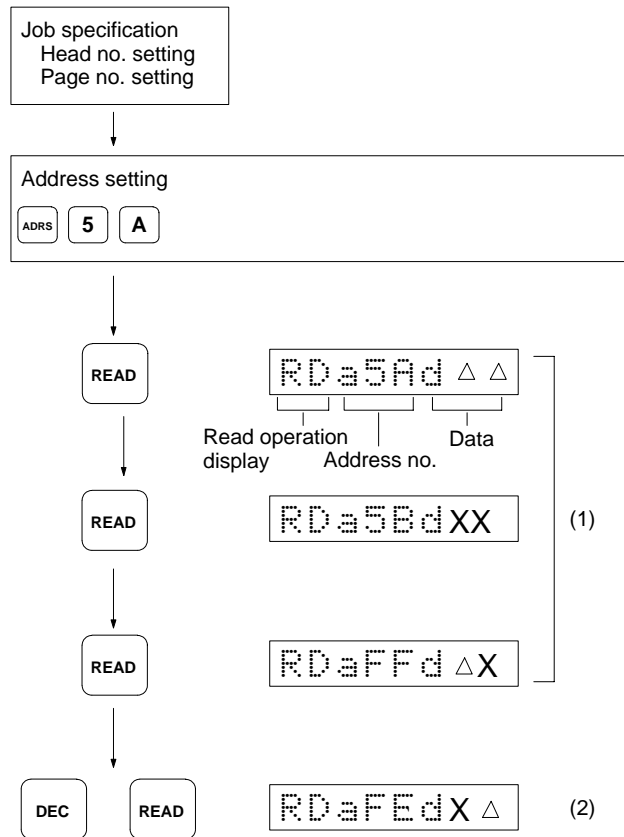 Job specification
Head no. setting
Page no. setting
Address setting
ADRS 5 A
READ RDa5Ad △ △
Read operation display Address no. Data
READ RDa5BdXX (1)
READ RDaFFd △X
DEC READ RDaFEdX △ (2)